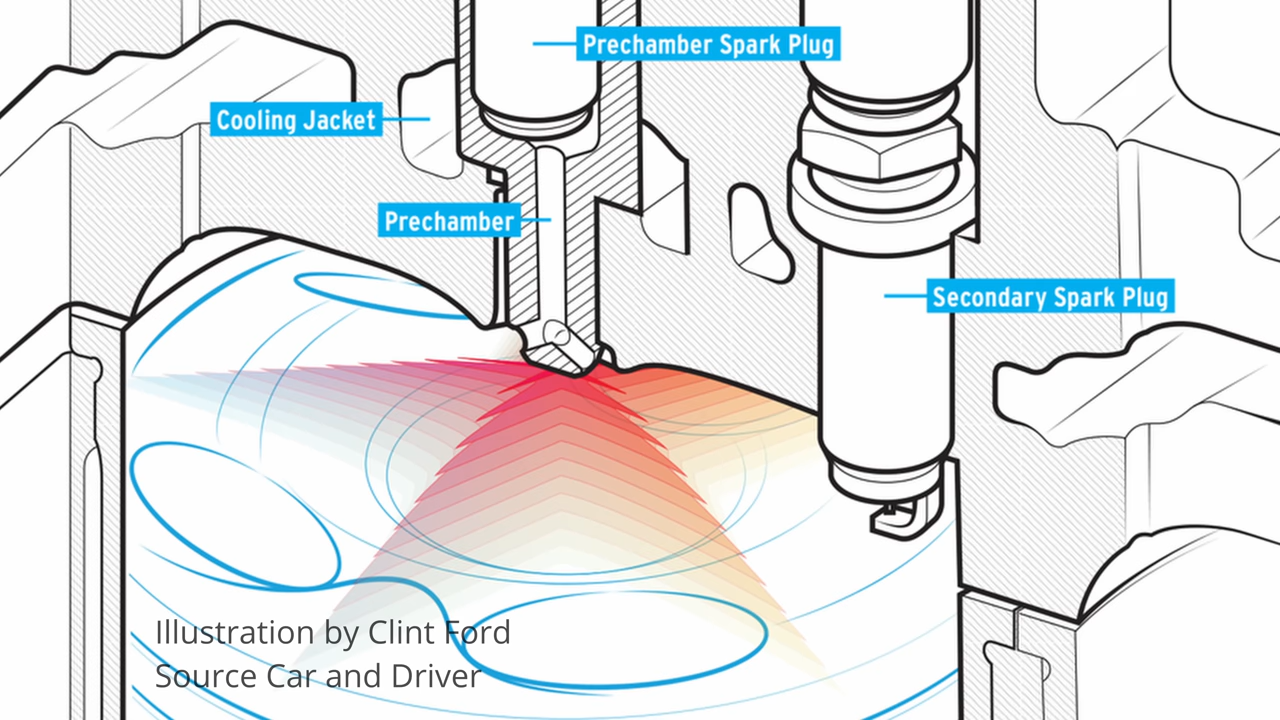 Prechamber Spark Plug
Cooling Jacket
Prechamber
Secondary Spark Plug
Illustration by Clint Ford
Source Car and Driver